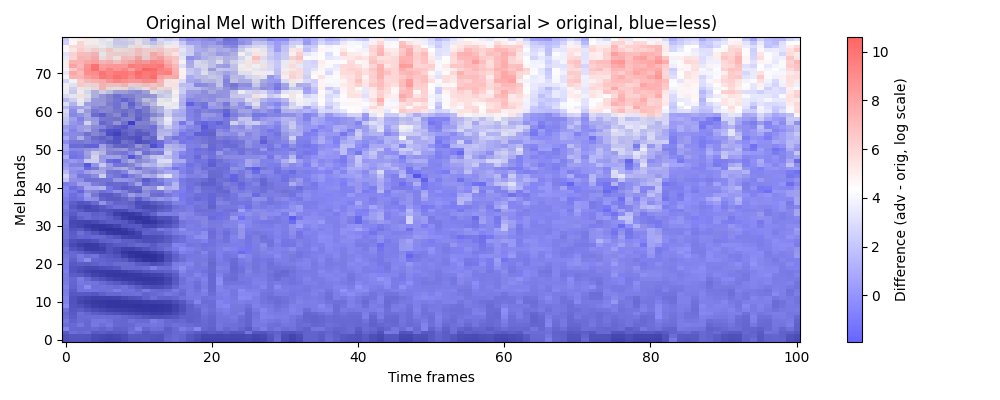 Original Mel with Differences (red=adversarial > original, blue=less)
Mel bands
70
60
50
40
30
20
10
0
0 20 40 60 80 100
Time frames
10
8
6
4
2
0
Difference (adv - orig, log scale)